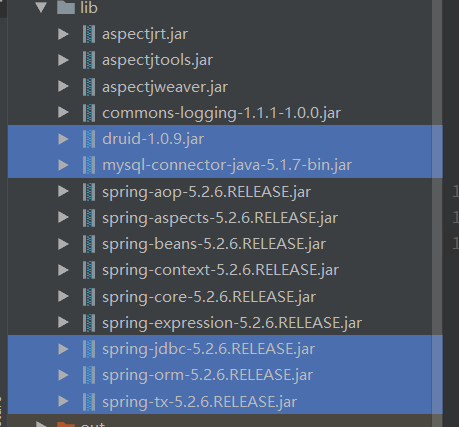 lib
aspectjrt.jar
aspectjtools.jar
aspectjweaver.jar
commons-logging-1.1.1-1.0.0.jar
druid-1.0.9.jar
mysql-connector-java-5.1.7-bin.jar
spring-aop-5.2.6.RELEASE.jar
spring-aspects-5.2.6.RELEASE.jar
spring-beans-5.2.6.RELEASE.jar
spring-context-5.2.6.RELEASE.jar
spring-core-5.2.6.RELEASE.jar
spring-expression-5.2.6.RELEASE.jar
spring-jdbc-5.2.6.RELEASE.jar
spring-orm-5.2.6.RELEASE.jar
spring-tx-5.2.6.RELEASE.jar